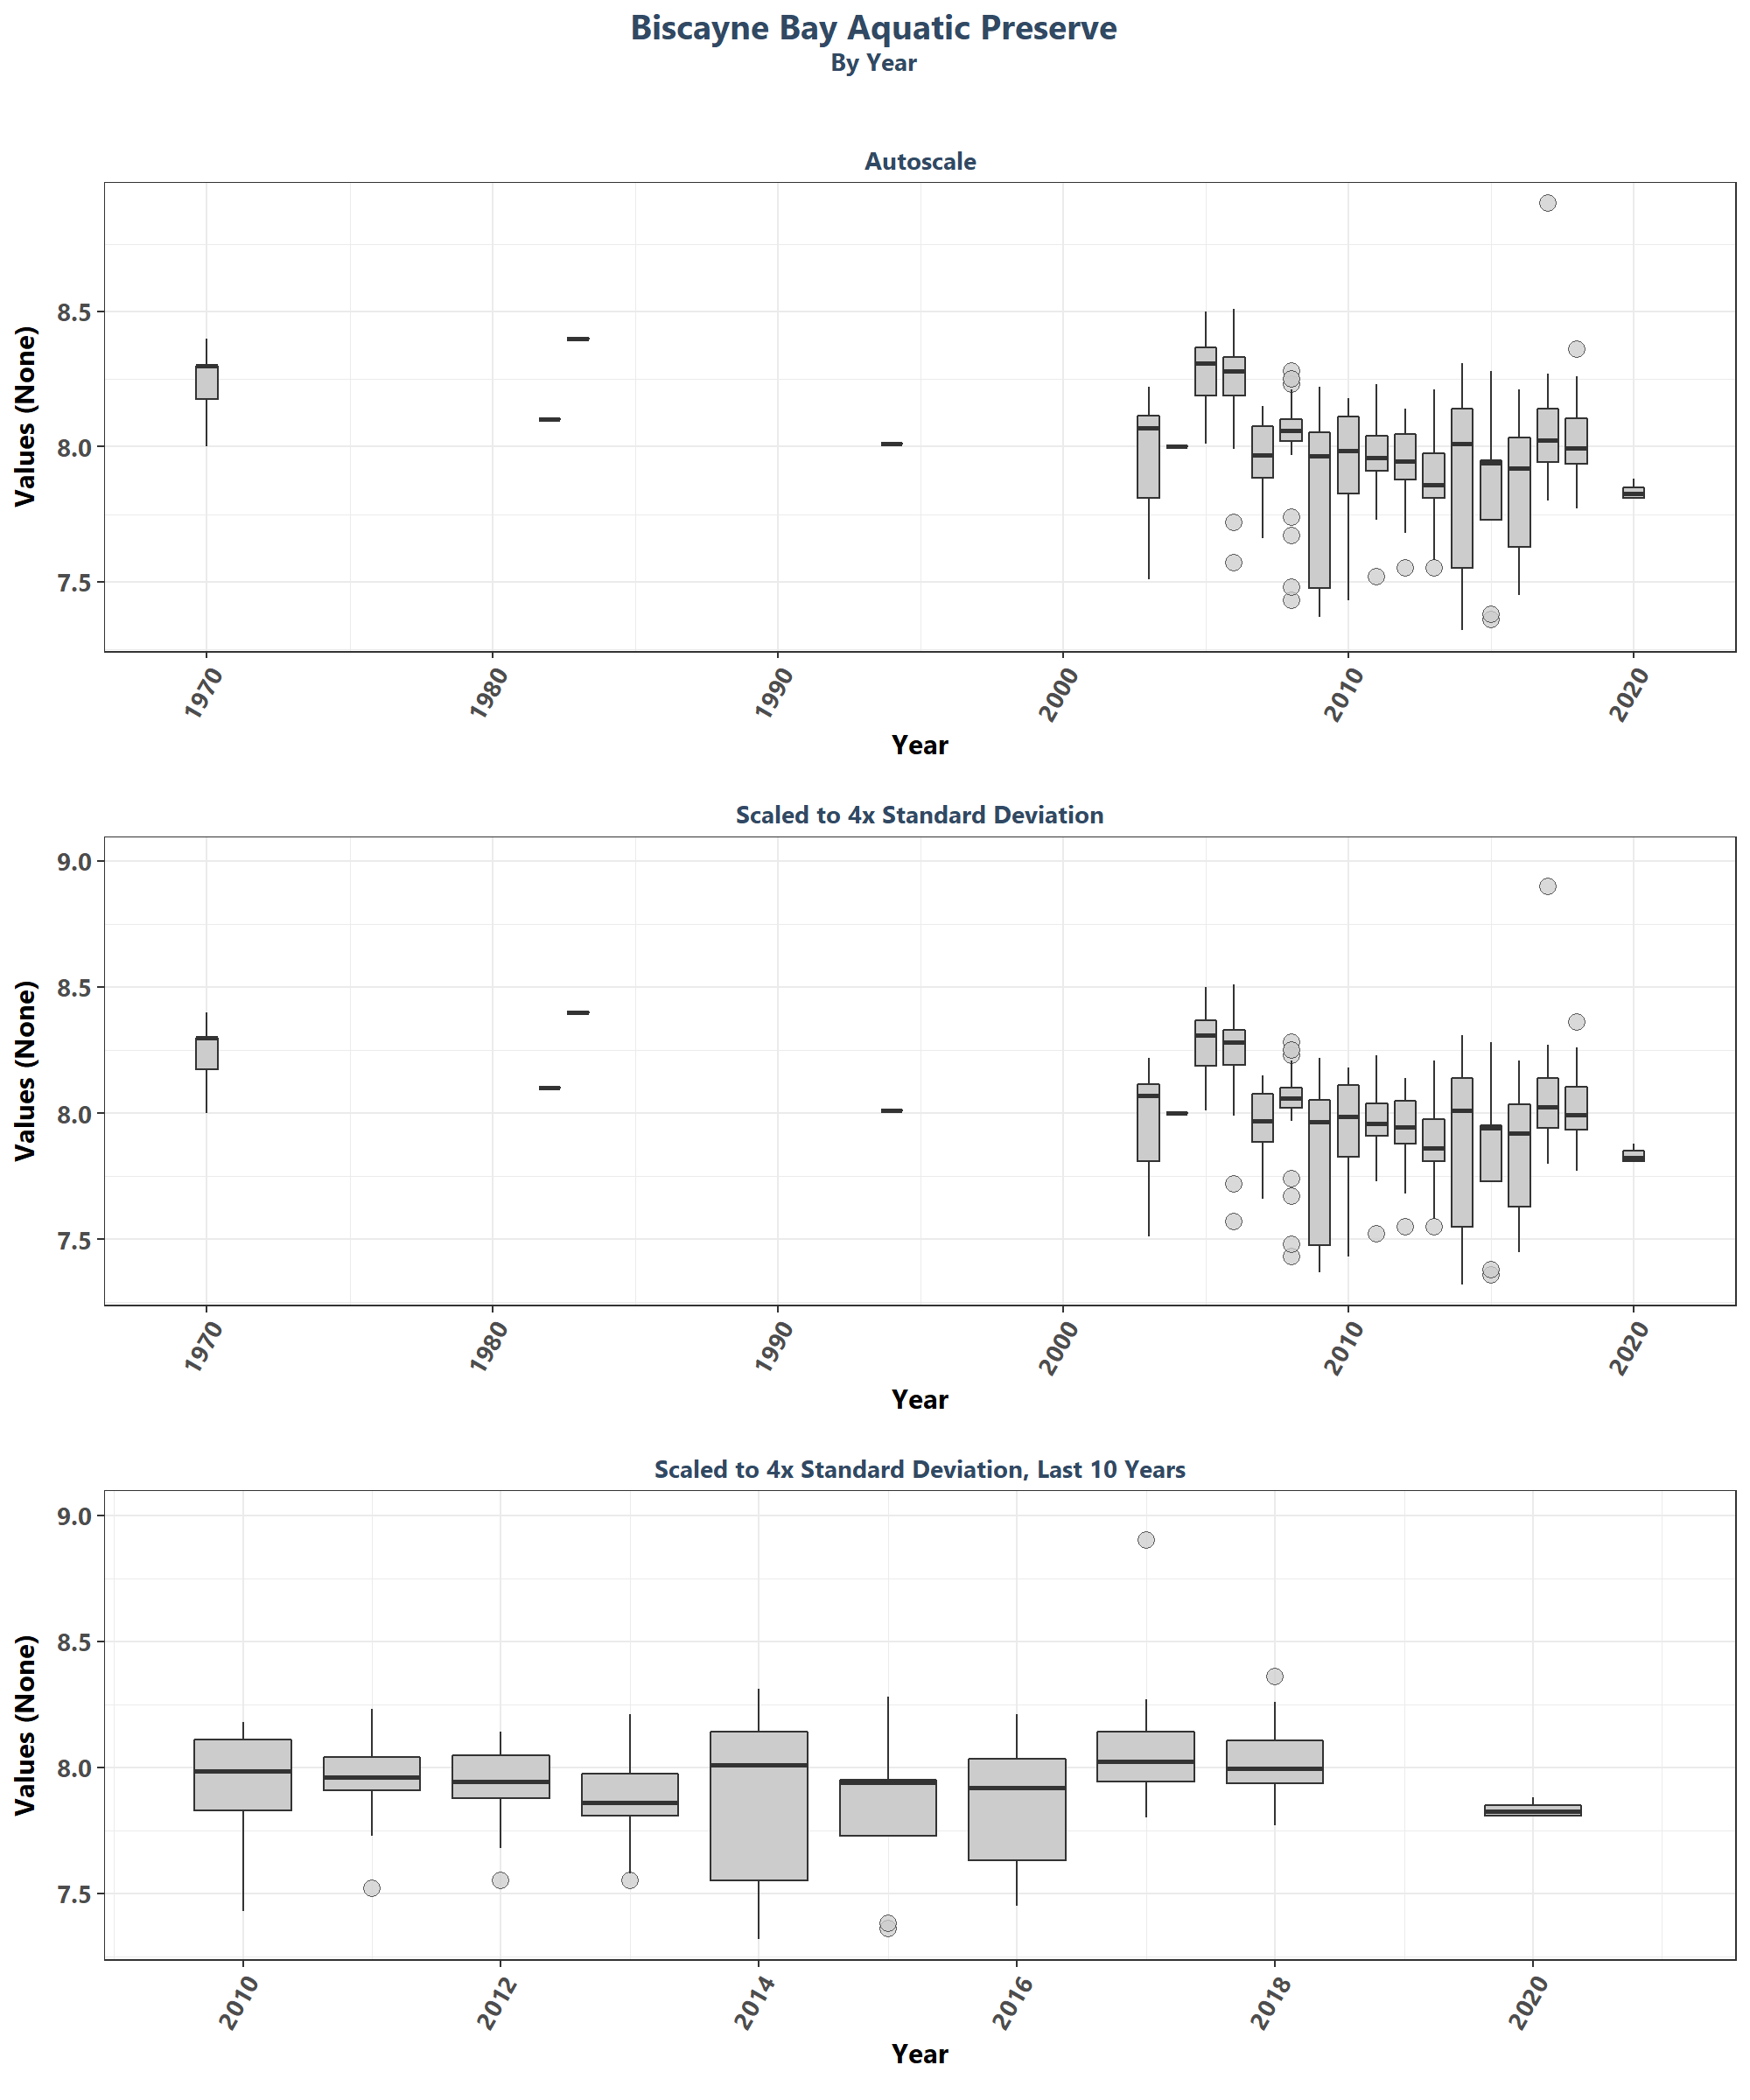 Biscayne Bay Aquatic Preserve
By Year
Autoscale
Values (None)
8.5
8.0
7.5
1970 1980 1990 2000 2010 2020
Year
Scaled to 4x Standard Deviation
Values (None)
9.0
8.5
8.0
7.5
1970 1980 1990 2000 2010 2020
Year
Scaled to 4x Standard Deviation, Last 10 Years
Values (None)
9.0
8.5
8.0
7.5
2010 2012 2014 2016 2018 2020
Year